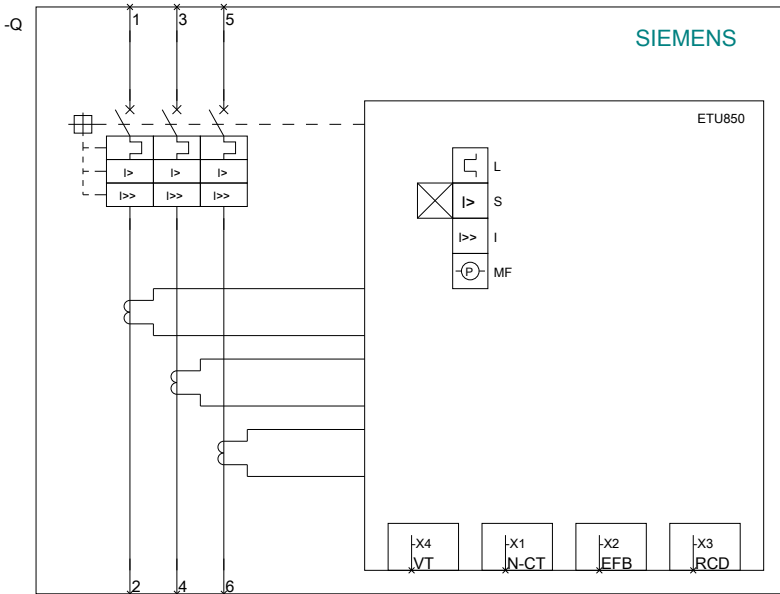 -Q
1 3 5
SIEMENS
ETU850
L
I> I> I>
I> S
I>> I>> I>>
I>> I
P MF
-X4 -X1 -X2 -X3
VT N-CT EFB RCD
2 4 6